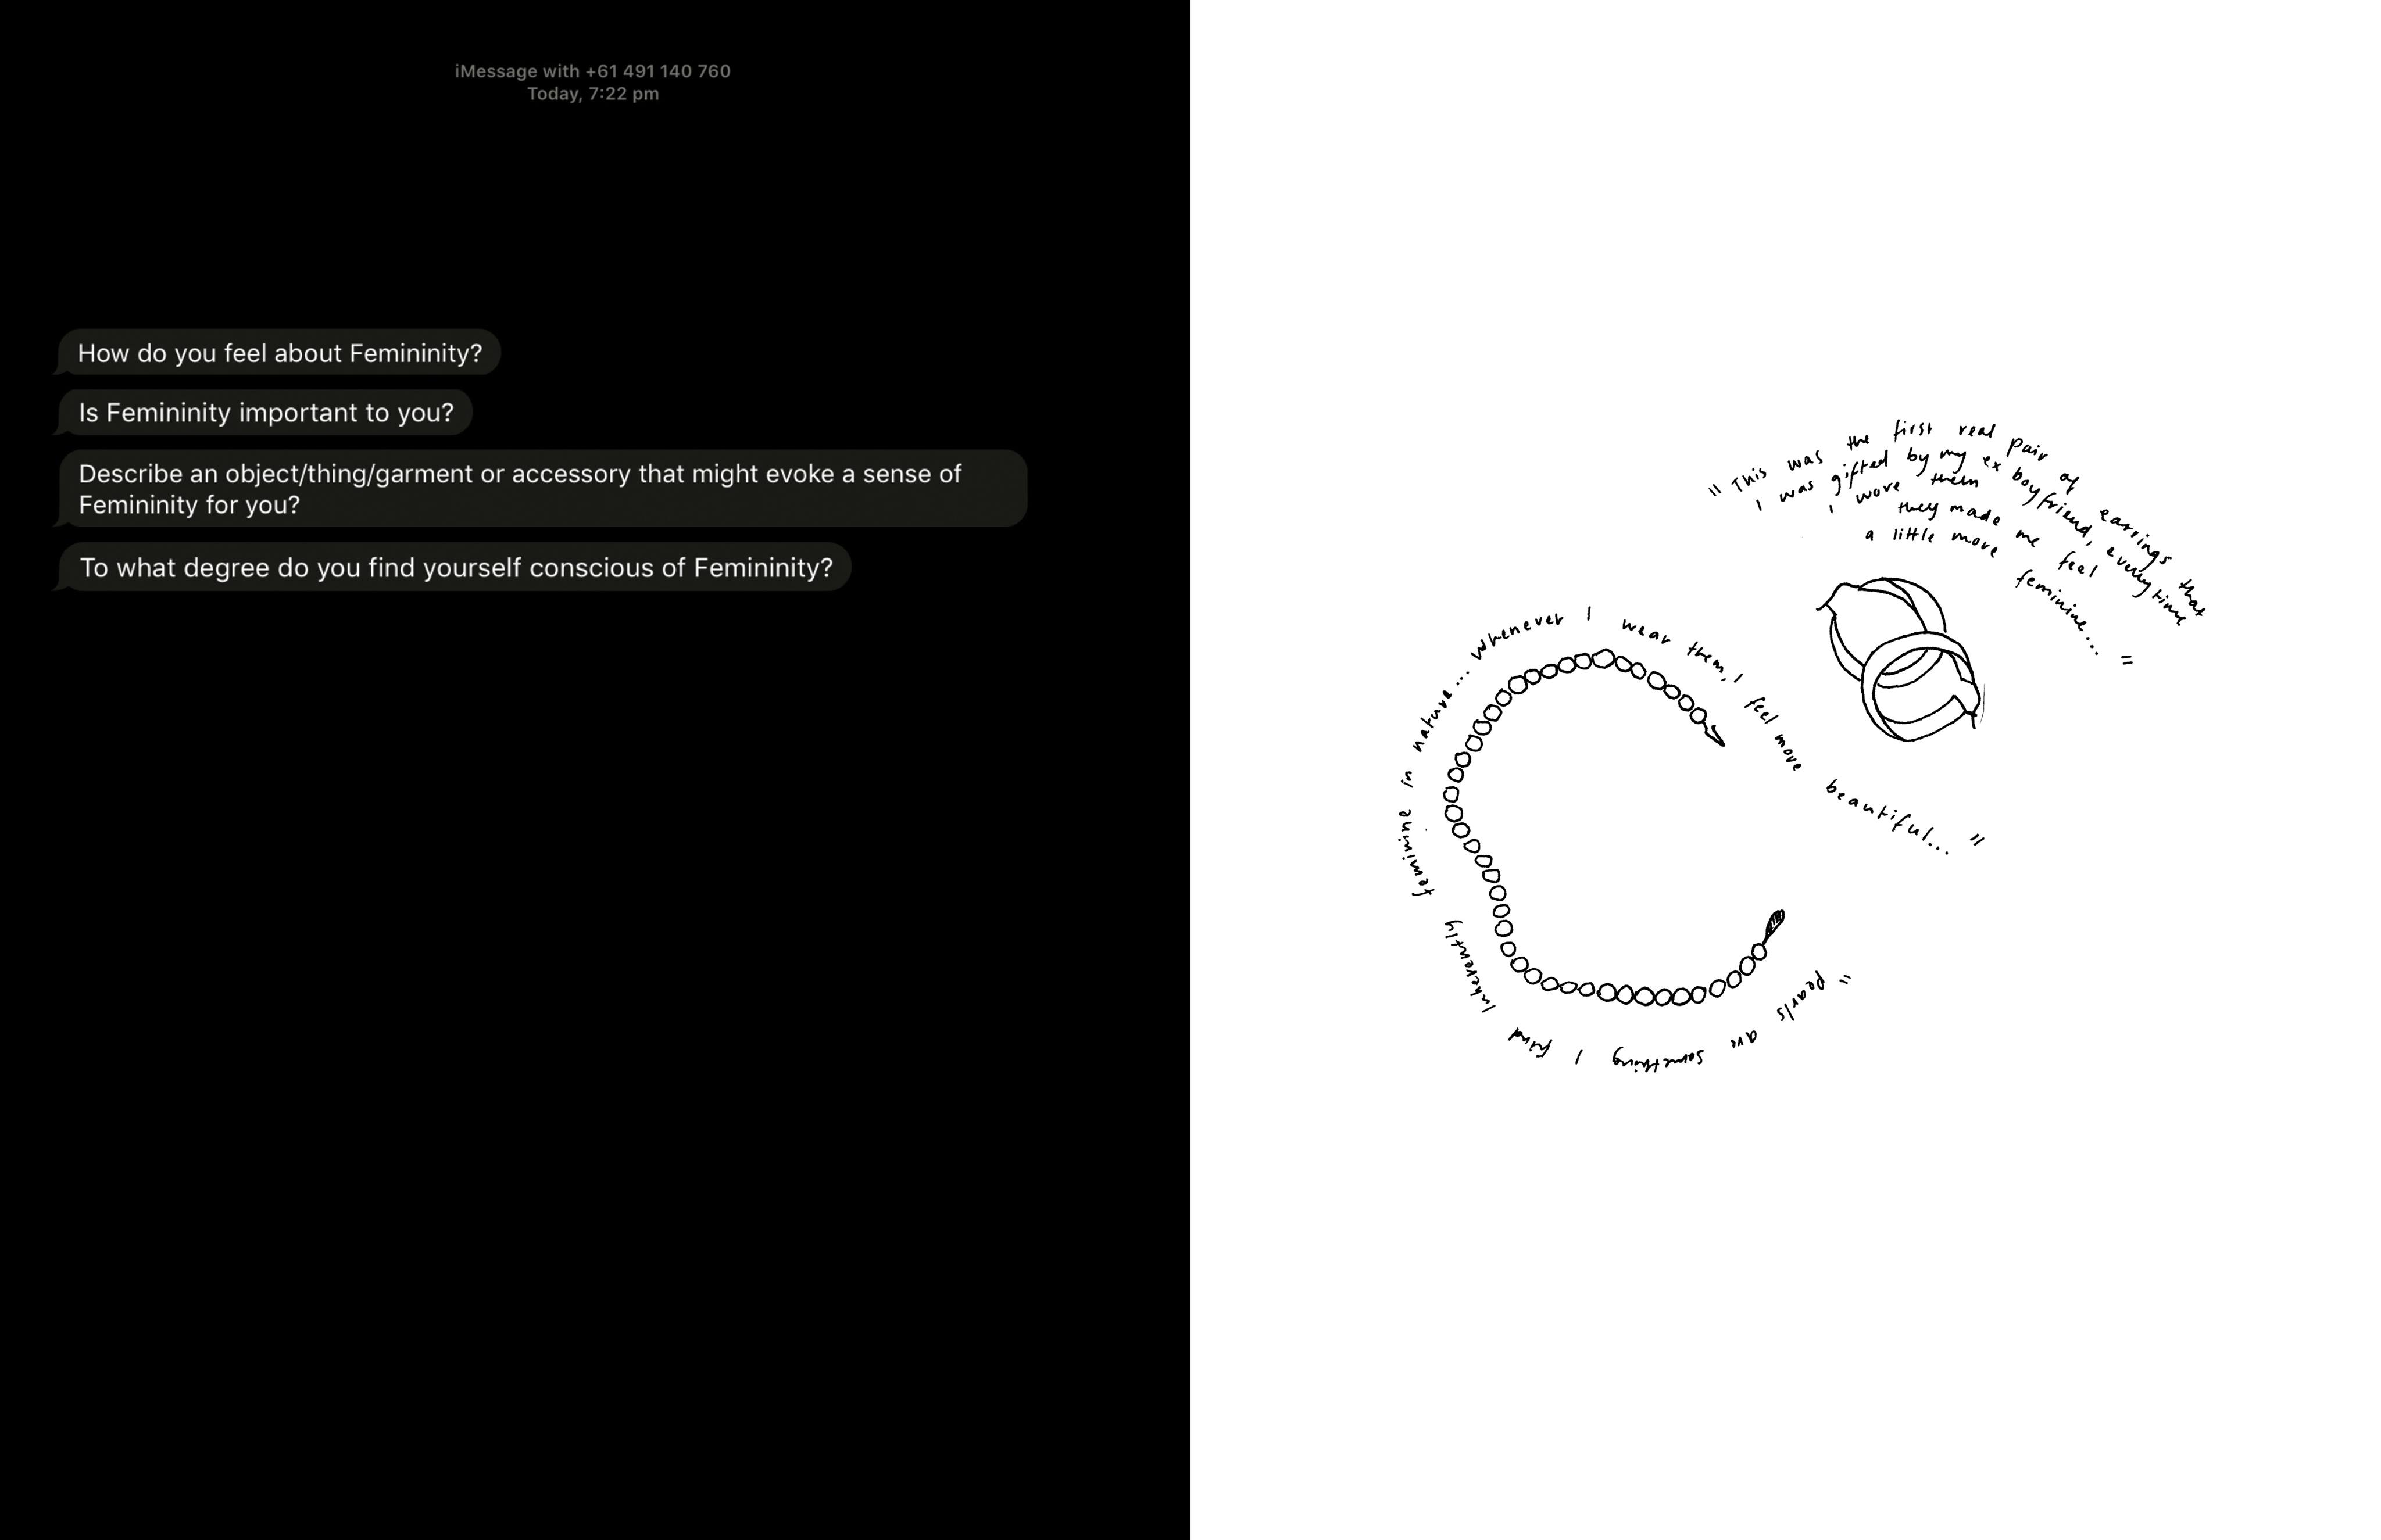 iMessage with +61 491 140 760
Today, 7:22 pm
How do you feel about Femininity?
Is Femininity important to you?
Describe an object/thing/garment or accessory that might evoke a sense of
Femininity for you?
To what degree do you find yourself conscious of Femininity?
"This was the first real pair of earrings that
I was gifted by my ex boyfriend, everytime
I wore them
they made me feel
a little more feminine..."
"Pearls are something I find inherently feminine in nature... whenever I wear them, I feel more beautiful..."